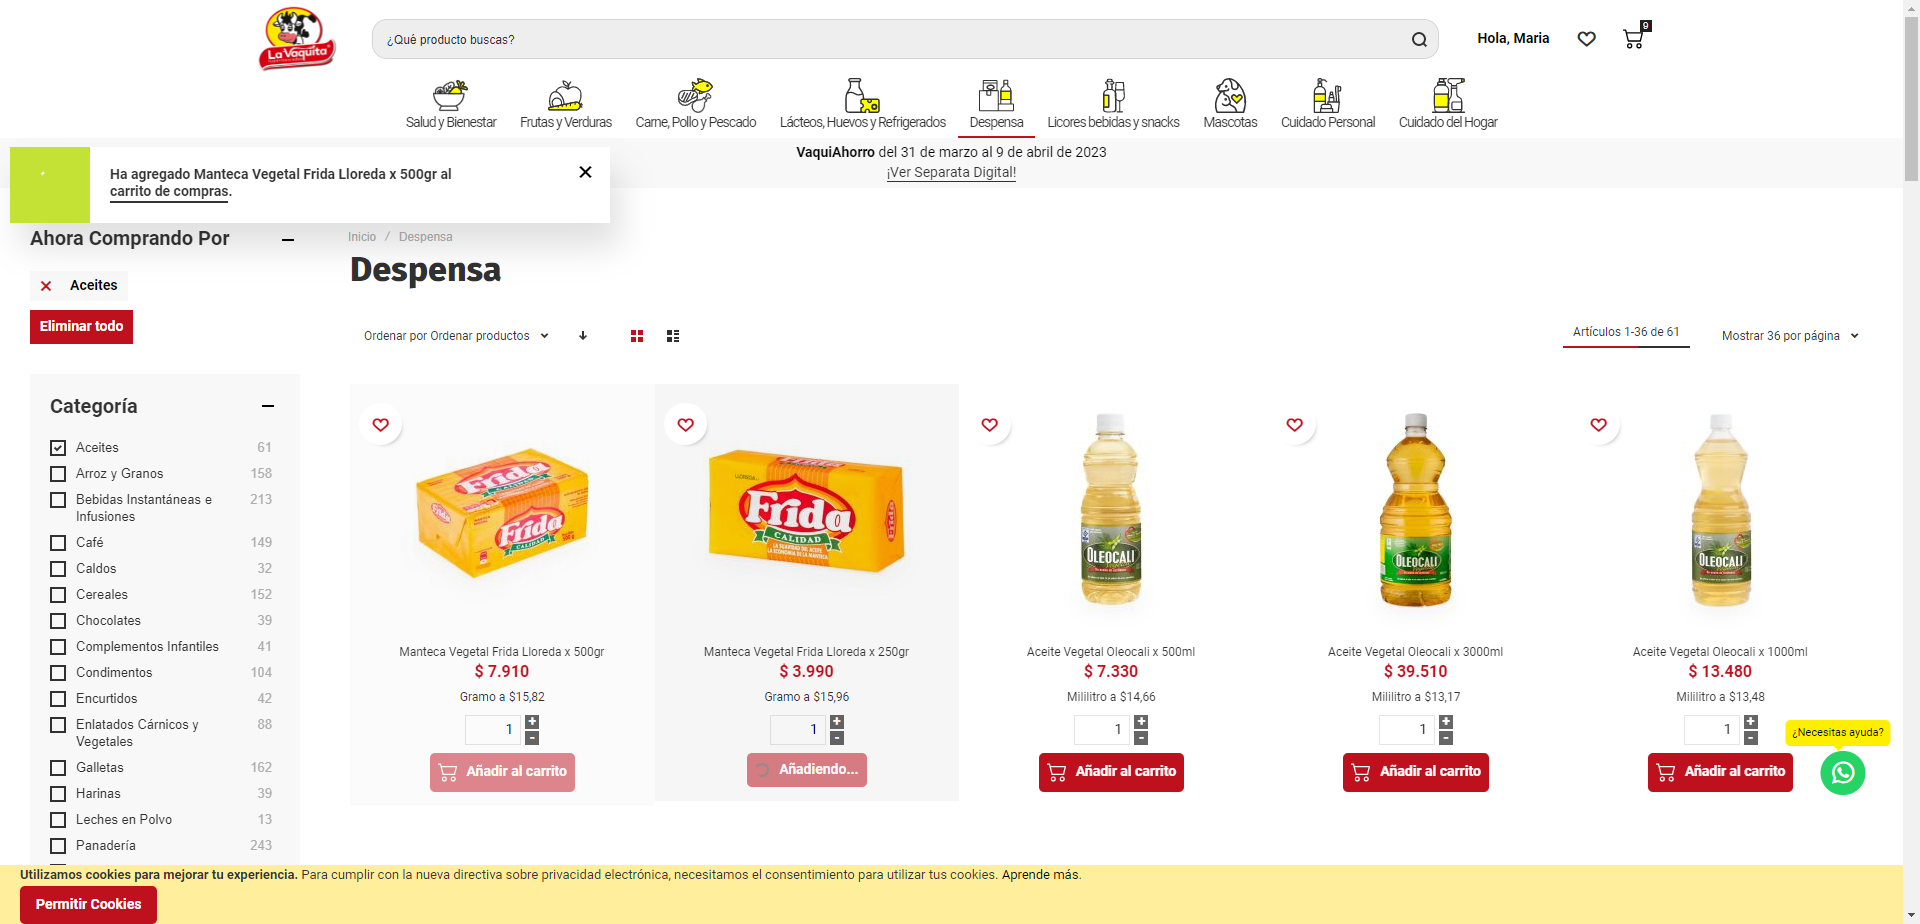 La Vaquita
¿Qué producto buscas?
Hola, Maria
9
Salud y Bienestar
Frutas y Verduras
Carne, Pollo y Pescado
Lácteos, Huevos y Refrigerados
Despensa
Licores bebidas y snacks
Mascotas
Cuidado Personal
Cuidado del Hogar
VaquiAhorro del 31 de marzo al 9 de abril de 2023
¡Ver Separata Digital!
Ha agregado Manteca Vegetal Frida Lloreda x 500gr al
carrito de compras.
Ahora Comprando Por
Aceites
Eliminar todo
Inicio / Despensa
Despensa
Ordenar por Ordenar productos
Artículos 1-36 de 61
Mostrar 36 por página
Categoría
Aceites 61
Arroz y Granos 158
Bebidas Instantáneas e 213
Infusiones
Café 149
Caldos 32
Cereales 152
Chocolates 39
Complementos Infantiles 41
Condimentos 104
Encurtidos 42
Enlatados Cárnicos y 88
Vegetales
Galletas 162
Harinas 39
Leches en Polvo 13
Panadería 243
Frida
Frida
Manteca Vegetal Frida Lloreda x 500gr
$ 7.910
Gramo a $15,82
1
Añadir al carrito
Frida
CALIDAD
Manteca Vegetal Frida Lloreda x 250gr
$ 3.990
Gramo a $15,96
1
Añadiendo...
OLEOCALI
Aceite Vegetal Oleocali x 500ml
$ 7.330
Mililitro a $14,66
1
Añadir al carrito
OLEOCALI
Aceite Vegetal Oleocali x 3000ml
$ 39.510
Mililitro a $13,17
1
Añadir al carrito
OLEOCALI
Aceite Vegetal Oleocali x 1000ml
$ 13.480
Mililitro a $13,48
1
Añadir al carrito
¿Necesitas ayuda?
Utilizamos cookies para mejorar tu experiencia. Para cumplir con la nueva directiva sobre privacidad electrónica, necesitamos el consentimiento para utilizar tus cookies. Aprende más.
Permitir Cookies